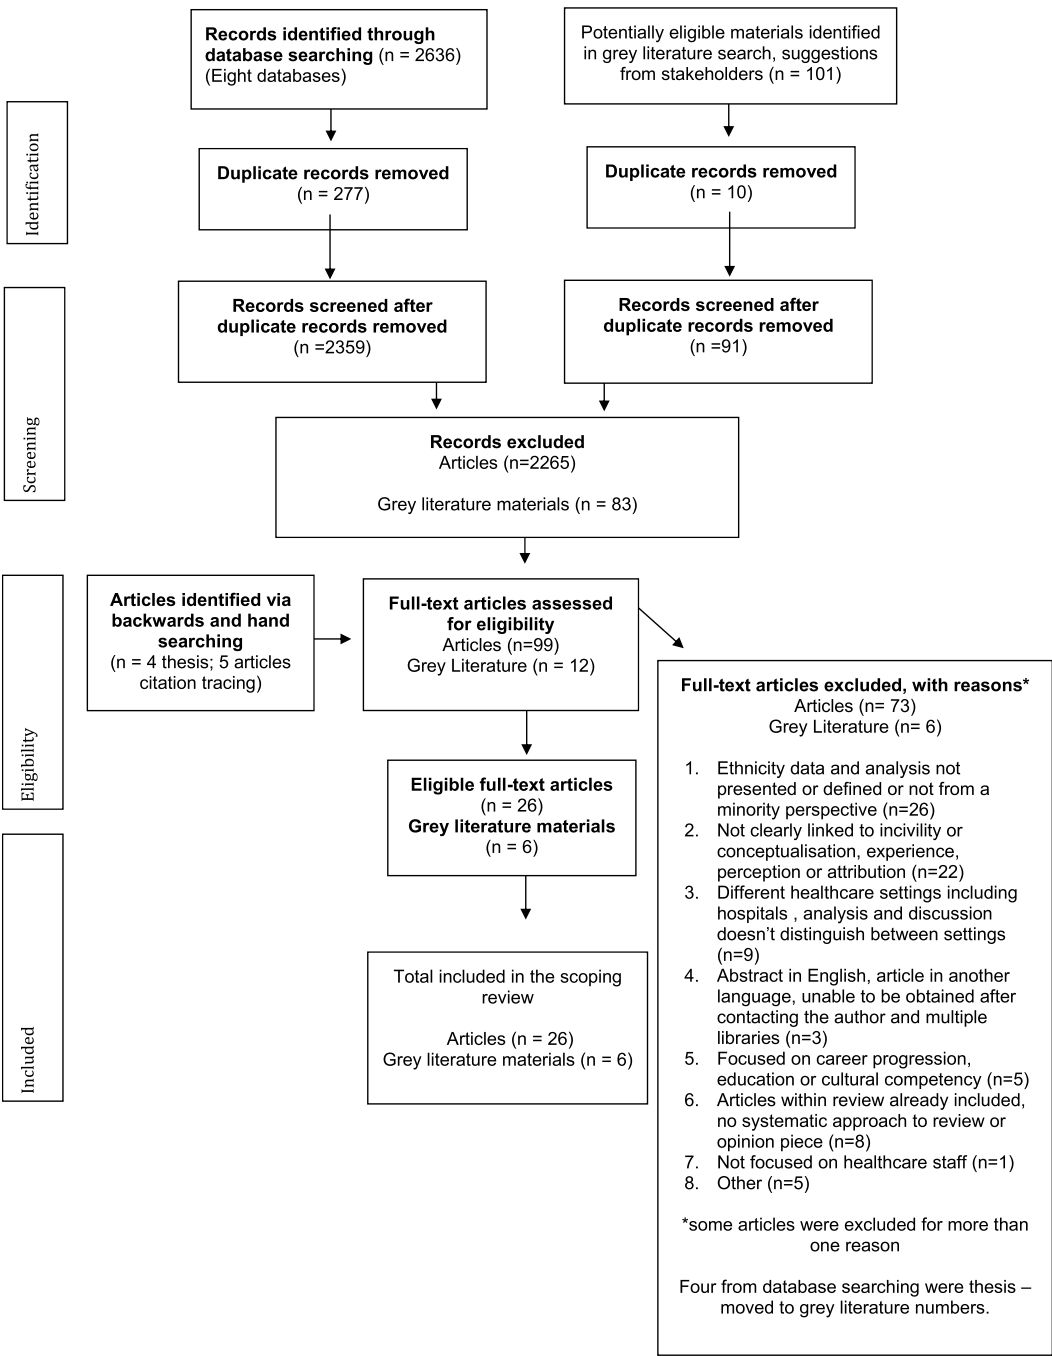 Records identified through
database searching (n = 2636)
(Eight databases)
Potentially eligible materials identified
in grey literature search, suggestions
from stakeholders (n = 101)
Identification
Duplicate records removed
(n = 277)
Duplicate records removed
(n = 10)
Screening
Records screened after
duplicate records removed
(n =2359)
Records screened after
duplicate records removed
(n =91)
Records excluded
Articles (n=2265)
Grey literature materials (n = 83)
Eligibility
Articles identified via
backwards and hand
searching
(n = 4 thesis; 5 articles
citation tracing)
Full-text articles assessed
for eligibility
Articles (n=99)
Grey Literature (n = 12)
Full-text articles excluded, with reasons*
Articles (n= 73)
Grey Literature (n= 6)
1. Ethnicity data and analysis not
presented or defined or not from a
minority perspective (n=26)
2. Not clearly linked to incivility or
conceptualisation, experience,
perception or attribution (n=22)
3. Different healthcare settings including
hospitals , analysis and discussion
doesn't distinguish between settings
(n=9)
4. Abstract in English, article in another
language, unable to be obtained after
contacting the author and multiple
libraries (n=3)
5. Focused on career progression,
education or cultural competency (n=5)
6. Articles within review already included,
no systematic approach to review or
opinion piece (n=8)
7. Not focused on healthcare staff (n=1)
8. Other (n=5)
*some articles were excluded for more than
one reason
Four from database searching were thesis –
moved to grey literature numbers.
Eligible full-text articles
(n = 26)
Grey literature materials
(n = 6)
Included
Total included in the scoping
review
Articles (n = 26)
Grey literature materials (n = 6)